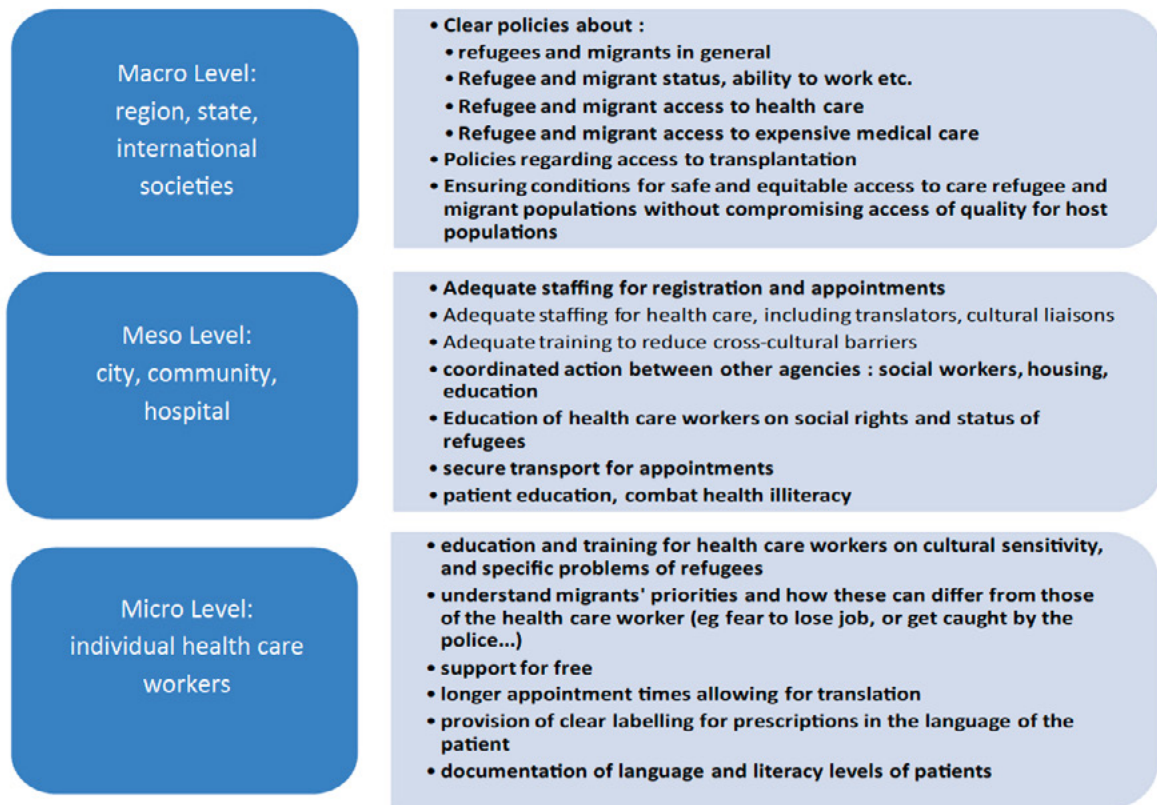 Macro Level:
region, state,
international
societies
• Clear policies about :
• refugees and migrants in general
• Refugee and migrant status, ability to work etc.
• Refugee and migrant access to health care
• Refugee and migrant access to expensive medical care
• Policies regarding access to transplantation
• Ensuring conditions for safe and equitable access to care refugee and
migrant populations without compromising access of quality for host
populations
Meso Level:
city, community,
hospital
• Adequate staffing for registration and appointments
• Adequate staffing for health care, including translators, cultural liaisons
• Adequate training to reduce cross-cultural barriers
• coordinated action between other agencies : social workers, housing,
education
• Education of health care workers on social rights and status of
refugees
• secure transport for appointments
• patient education, combat health illiteracy
Micro Level:
individual health care
workers
• education and training for health care workers on cultural sensitivity,
and specific problems of refugees
• understand migrants' priorities and how these can differ from those
of the health care worker (eg fear to lose job, or get caught by the
police...)
• support for free
• longer appointment times allowing for translation
• provision of clear labelling for prescriptions in the language of the
patient
• documentation of language and literacy levels of patients